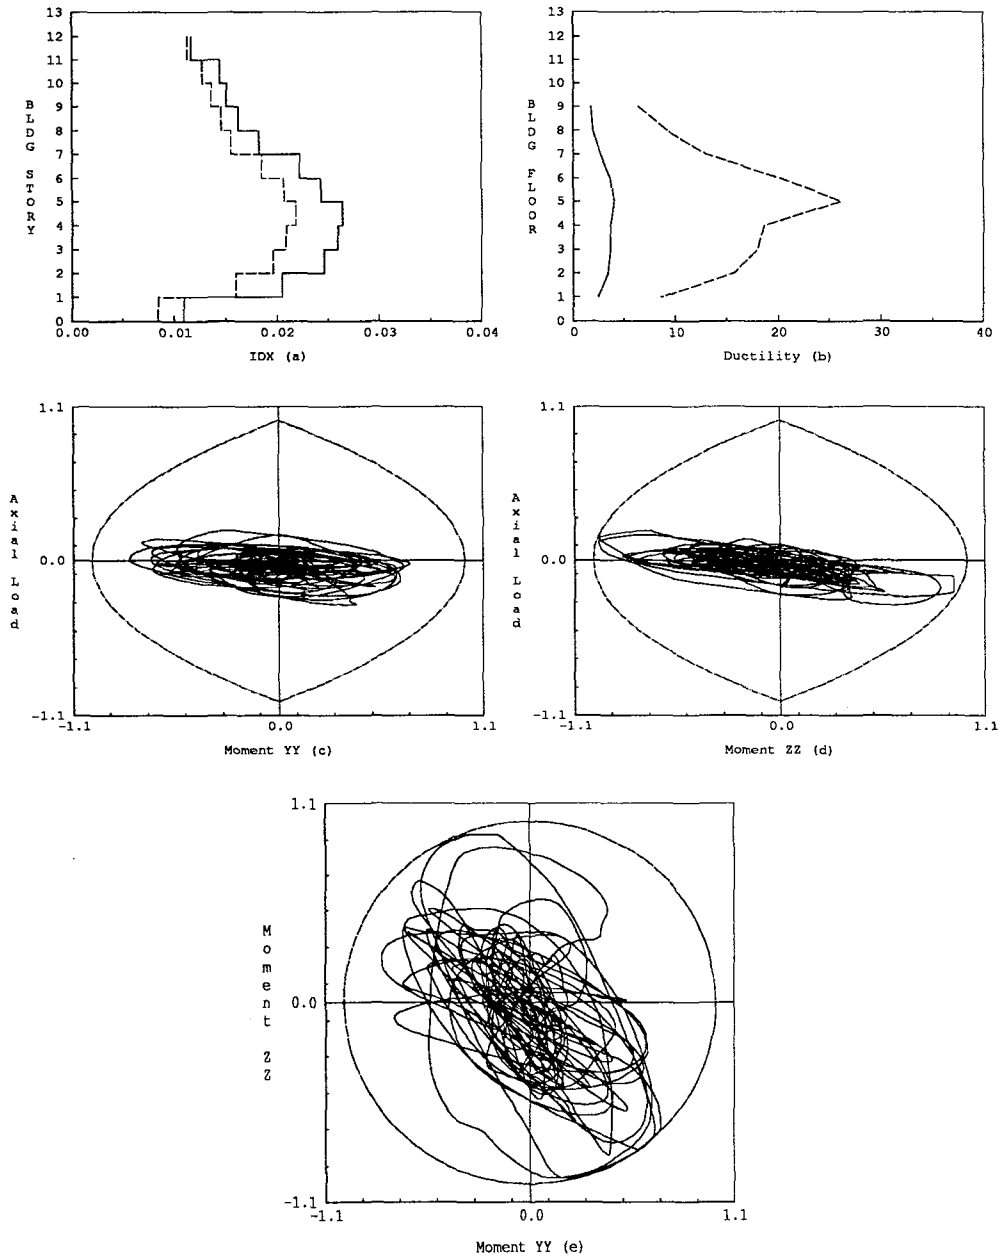 13
12
11
10
9
8
7
6
5
4
3
2
1
0
BLDG STORY
0.00 0.01 0.02 0.03 0.04
IDX (a)
13
12
11
10
9
8
7
6
5
4
3
2
1
0
BLDG FLOOR
0 10 20 30 40
Ductility (b)
1.1
0.0
-1.1
Axial Load
-1.1 0.0 1.1
Moment YY (c)
1.1
0.0
-1.1
Axial Load
-1.1 0.0 1.1
Moment ZZ (d)
1.1
0.0
-1.1
Moment ZZ
-1.1 0.0 1.1
Moment YY (e)